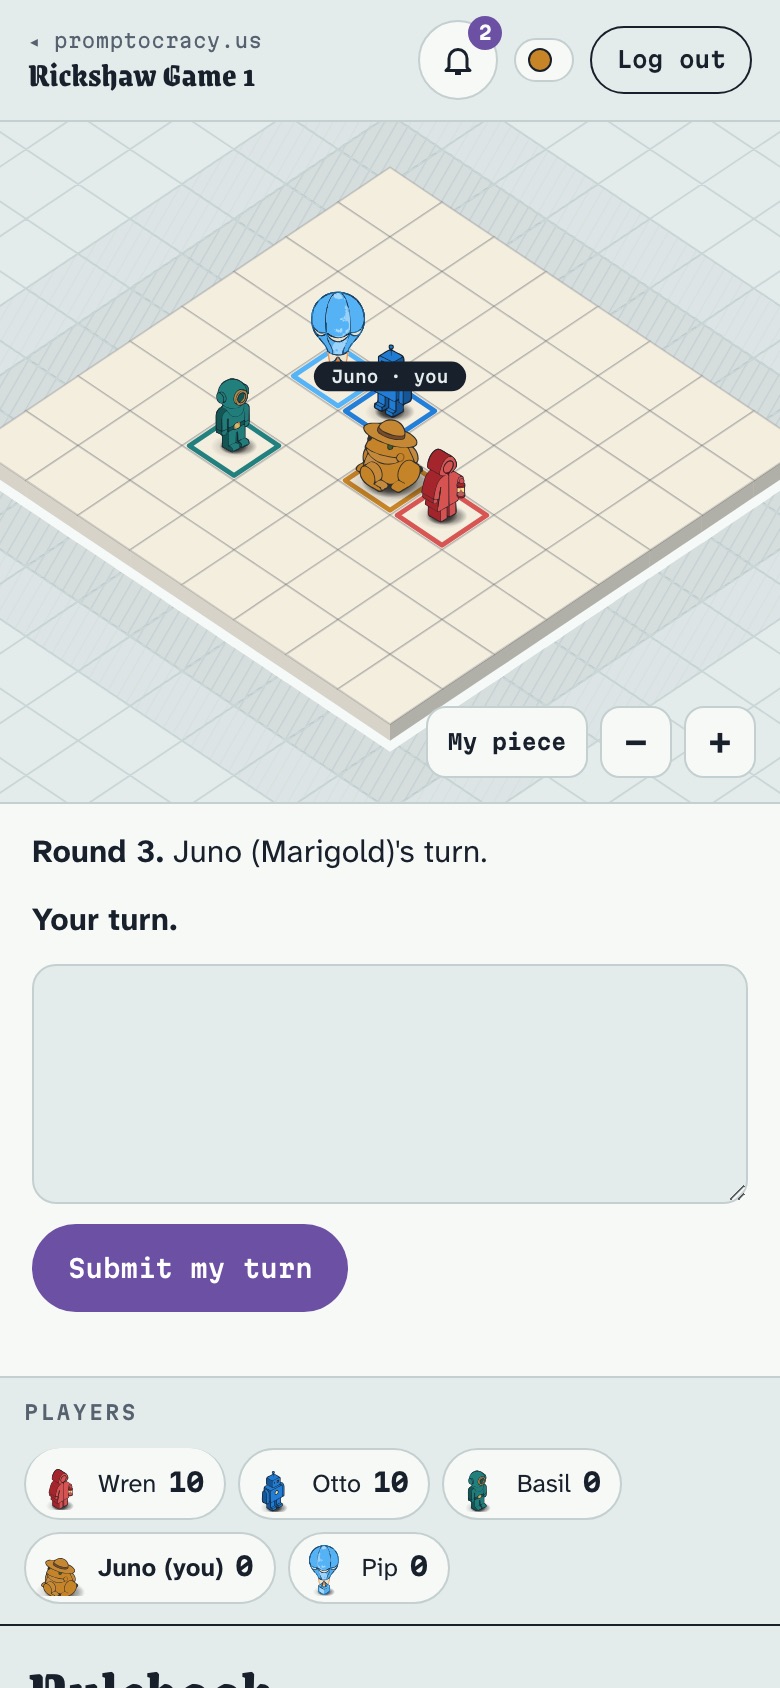 ◂ promptocracy.us
Rickshaw Game 1
2
Log out
Juno · you
My piece
−
+
Round 3. Juno (Marigold)'s turn.
Your turn.
Submit my turn
PLAYERS
Wren 10
Otto 10
Basil 0
Juno (you) 0
Pip 0
Rulebook